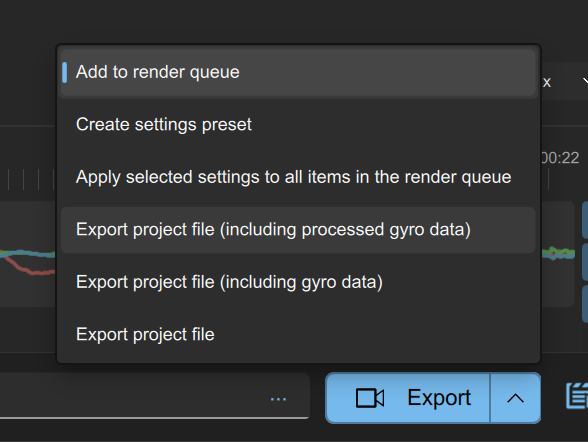 Add to render queue
x
Create settings preset
00:22
Apply selected settings to all items in the render queue
Export project file (including processed gyro data)
Export project file (including gyro data)
Export project file
...
Export